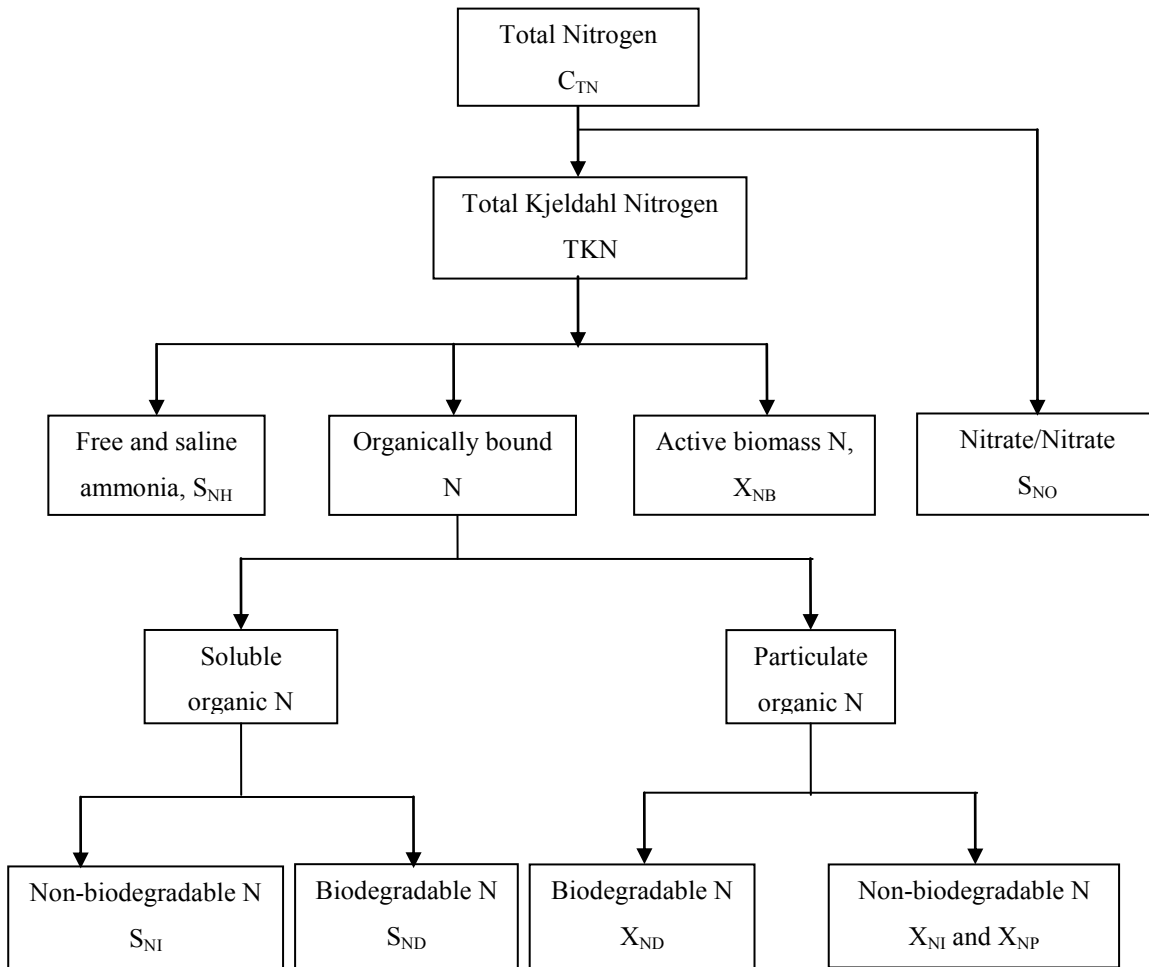 Total Nitrogen
C_TN
Total Kjeldahl Nitrogen
TKN
Free and saline
ammonia, S_NH
Organically bound
N
Active biomass N,
X_NB
Nitrate/Nitrate
S_NO
Soluble
organic N
Particulate
organic N
Non-biodegradable N
S_NI
Biodegradable N
S_ND
Biodegradable N
X_ND
Non-biodegradable N
X_NI and X_NP